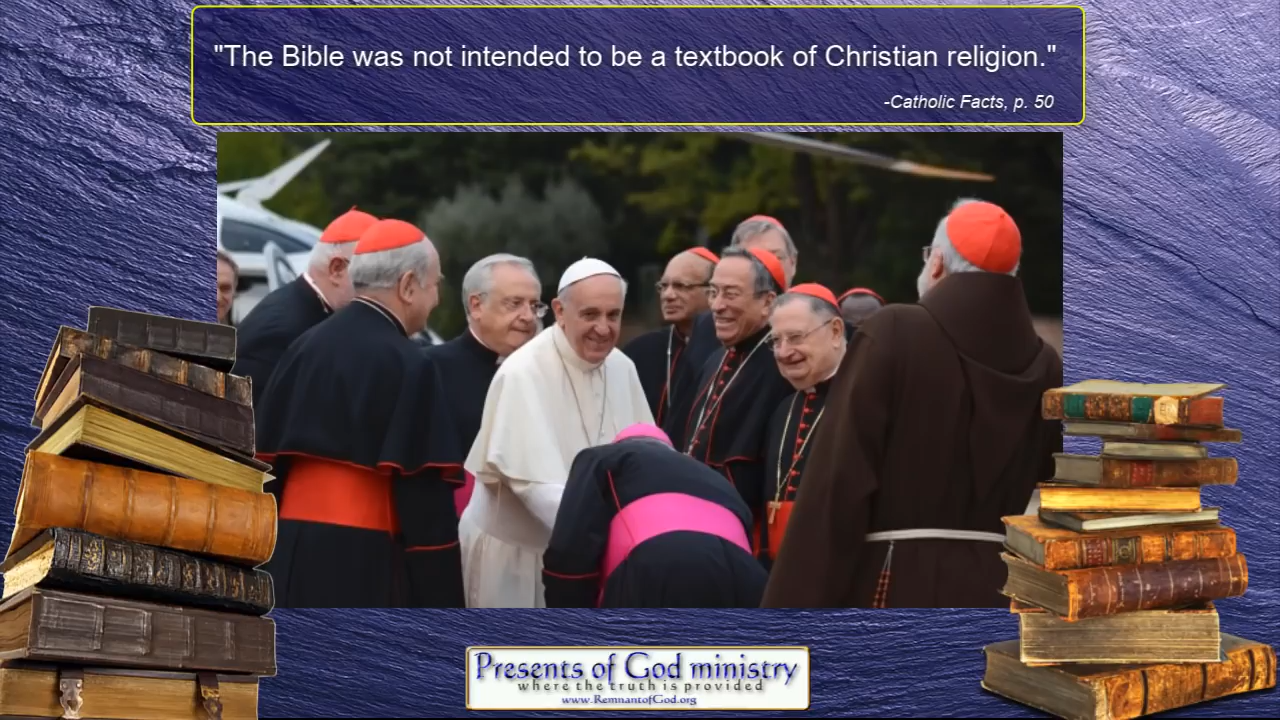 "The Bible was not intended to be a textbook of Christian religion."
-Catholic Facts, p. 50
Presents of God ministry
where the truth is provided
www.RemnantofGod.org